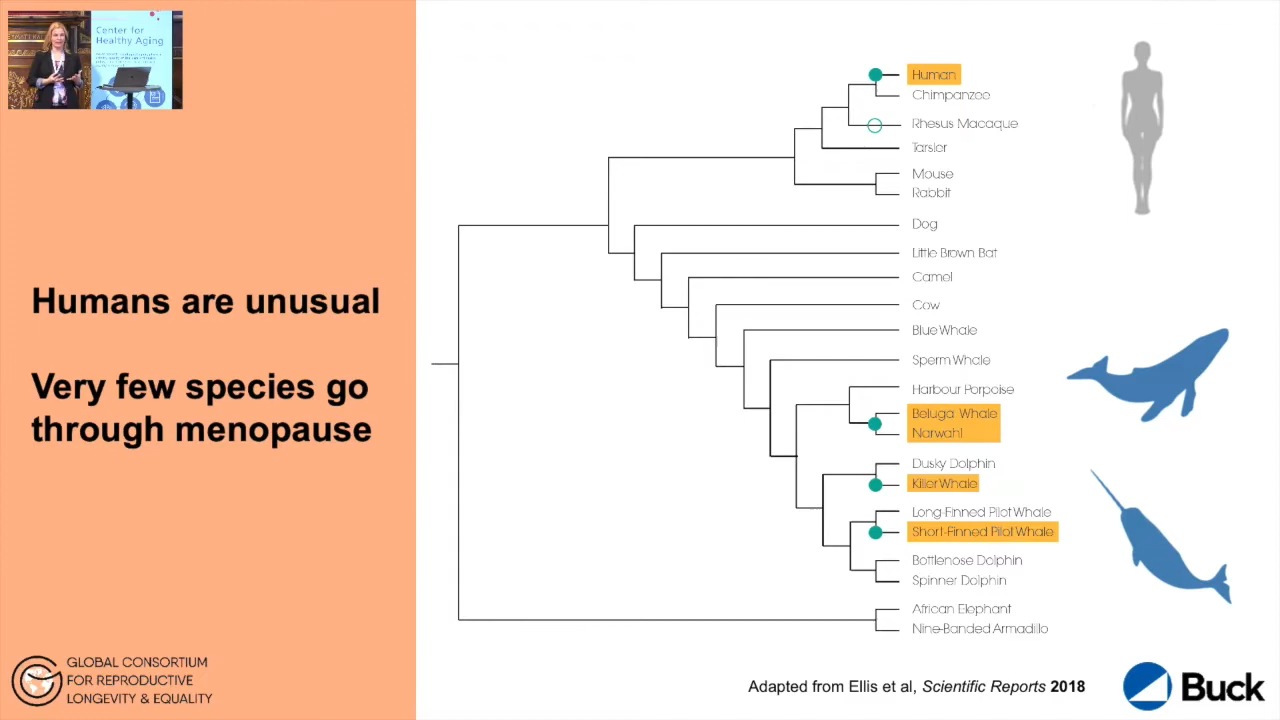 Center for
Healthy Aging
Humans are unusual
Very few species go
through menopause
Human
Chimpanzee
Rhesus Macaque
Tarsier
Mouse
Rabbit
Dog
Little Brown Bat
Camel
Cow
Blue Whale
Sperm Whale
Harbour Porpoise
Beluga Whale
Narwahl
Dusky Dolphin
Killer Whale
Long-Finned Pilot Whale
Short-Finned Pilot Whale
Bottlenose Dolphin
Spinner Dolphin
African Elephant
Nine-Banded Armadillo
GLOBAL CONSORTIUM
FOR REPRODUCTIVE
LONGEVITY & EQUALITY
Adapted from Ellis et al, Scientific Reports 2018
Buck